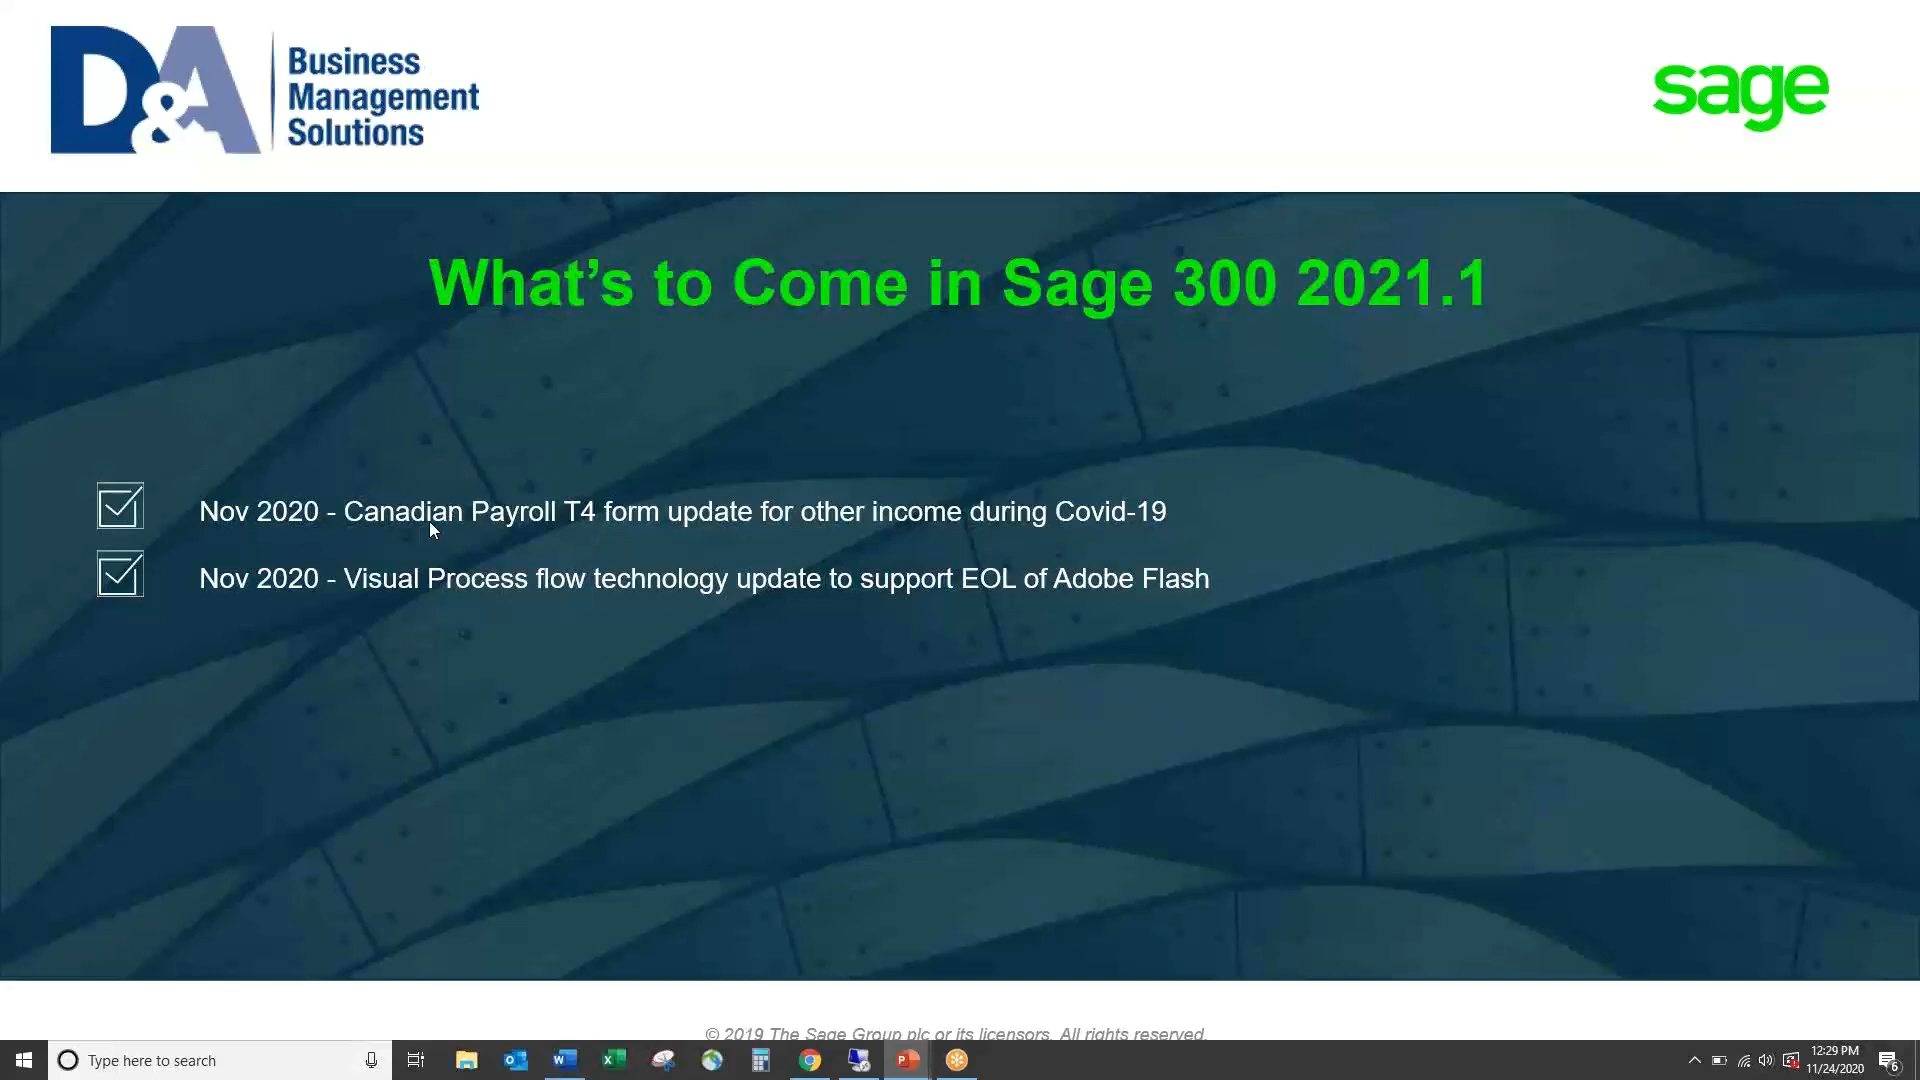 D&A
Business
Management
Solutions
sage
What's to Come in Sage 300 2021.1
Nov 2020 - Canadian Payroll T4 form update for other income during Covid-19
Nov 2020 - Visual Process flow technology update to support EOL of Adobe Flash
© 2019 The Sage Group plc or its licensors. All rights reserved.
Type here to search
12:29 PM
11/24/2020
6